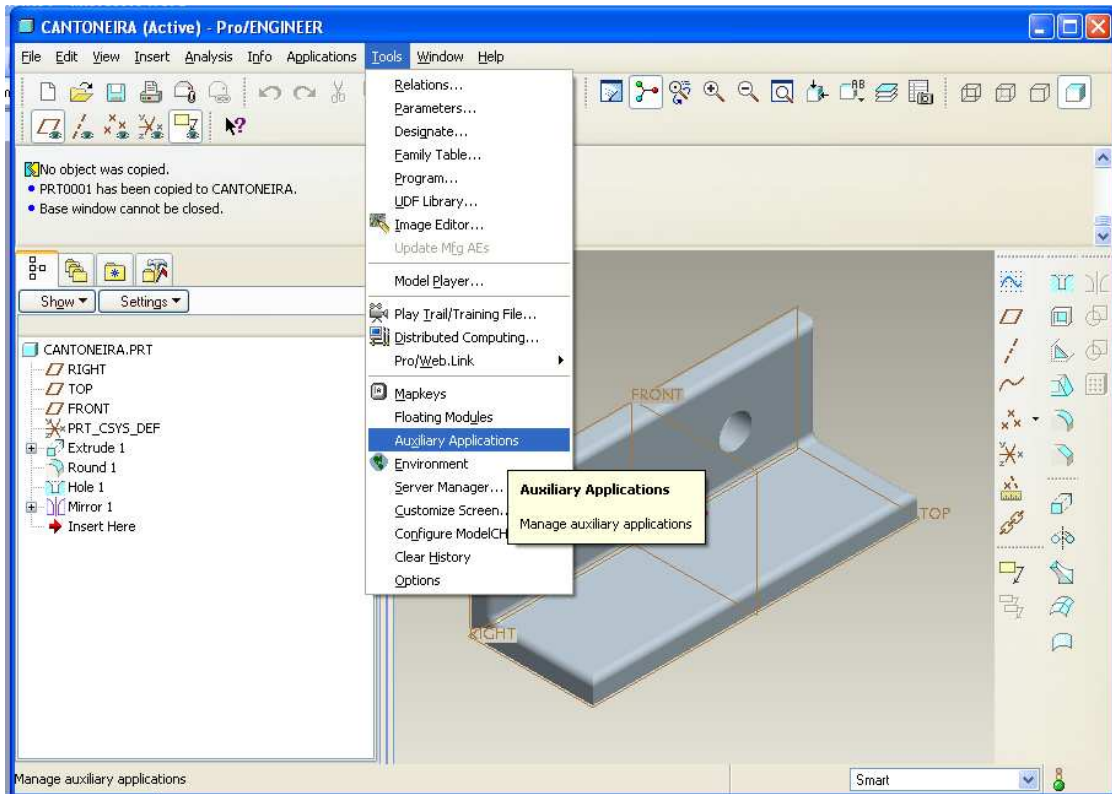 CANTONEIRA (Active) - Pro/ENGINEER
File Edit View Insert Analysis Info Applications Tools Window Help
No object was copied.
• PRT0001 has been copied to CANTONEIRA.
• Base window cannot be closed.
Relations...
Parameters...
Designate...
Family Table...
Program...
UDF Library...
Image Editor...
Update Mfg AEs
Model Player...
Play Trail/Training File...
Distributed Computing...
Pro/Web.Link
Mapkeys
Floating Modules
Auxiliary Applications
Environment
Server Manager...
Customize Screen..
Configure ModelCH
Clear History
Options
Auxiliary Applications
Manage auxiliary applications
Show Settings
CANTONEIRA.PRT
RIGHT
TOP
FRONT
PRT_CSYS_DEF
Extrude 1
Round 1
Hole 1
Mirror 1
Insert Here
FRONT
TOP
RIGHT
Manage auxiliary applications
Smart